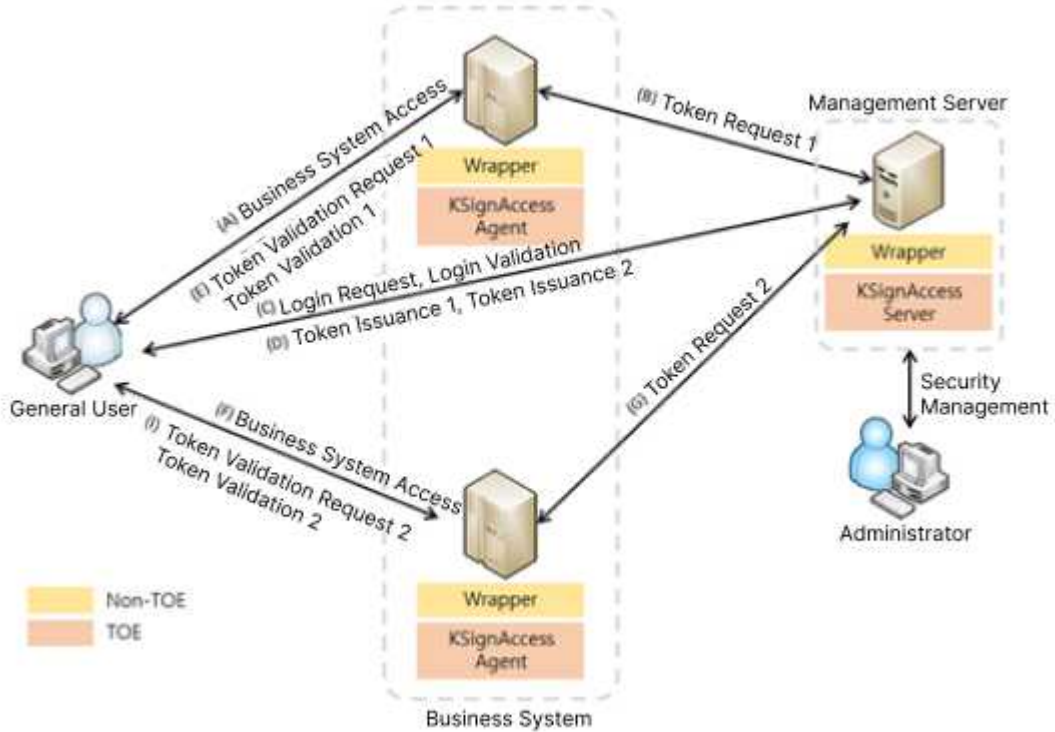 (A) Business System Access
(E) Token Validation Request 1
Token Validation 1
Wrapper
KSignAccess
Agent
(B) Token Request 1
Management Server
Wrapper
KSignAccess
Server
(C) Login Request, Login Validation
(D) Token Issuance 1, Token Issuance 2
General User
(F) Business System Access
(I) Token Validation Request 2
Token Validation 2
(G) Token Request 2
Security
Management
Administrator
Wrapper
KSignAccess
Agent
Non-TOE
TOE
Business System